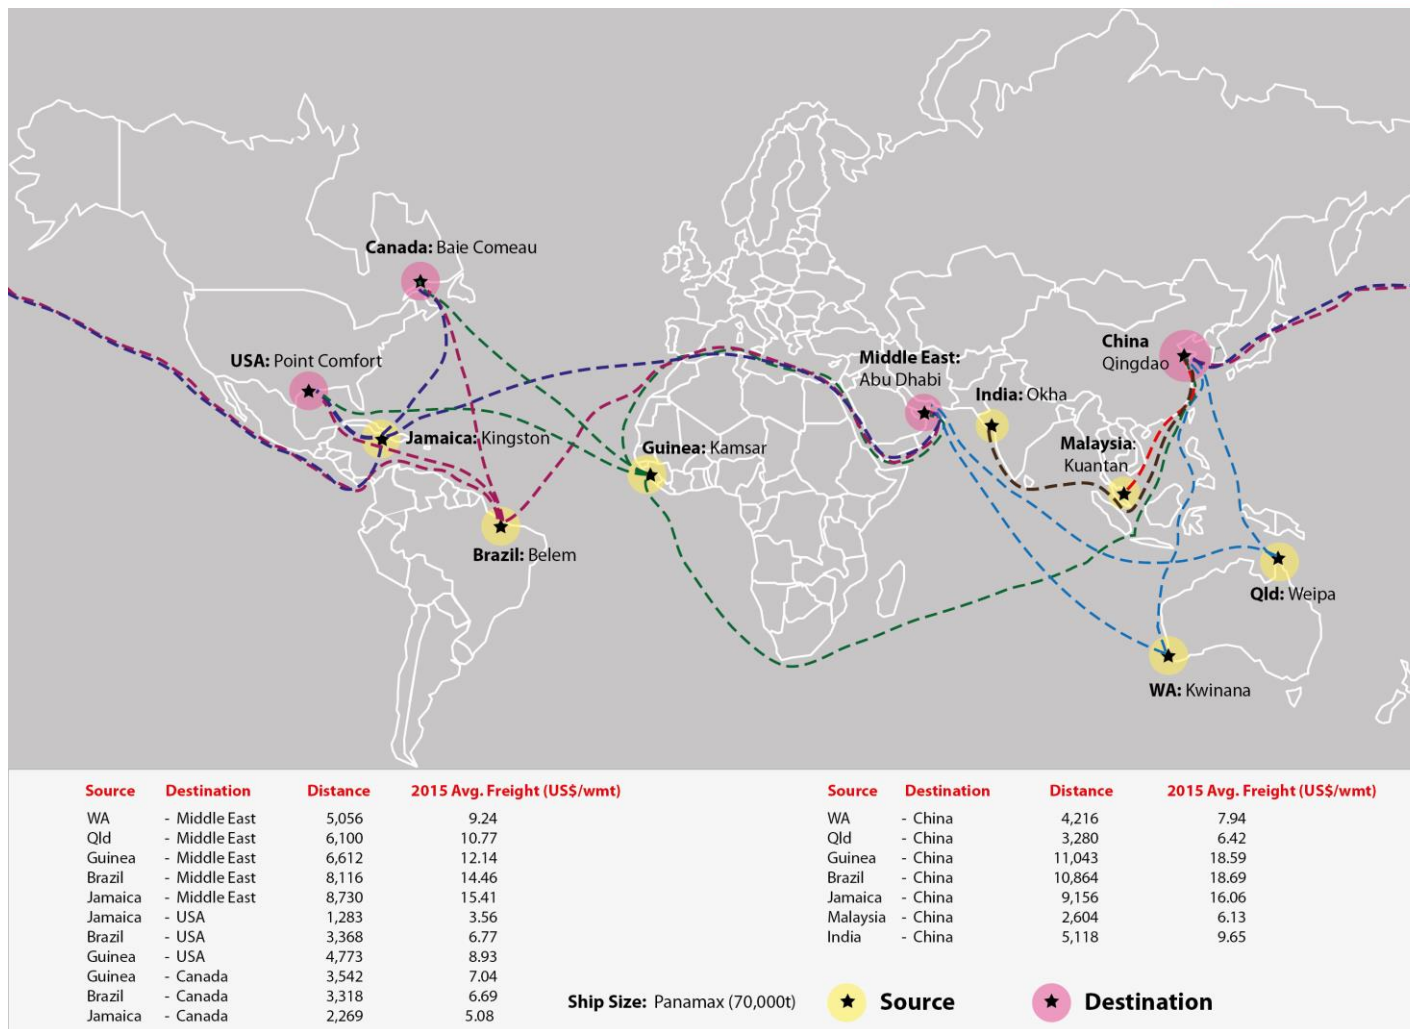 Canada: Baie Comeau
USA: Point Comfort
Jamaica: Kingston
Brazil: Belem
Guinea: Kamsar
Middle East:
Abu Dhabi
India: Okha
China
Qingdao
Malaysia:
Kuantan
Qld: Weipa
WA: Kwinana
Source Destination Distance 2015 Avg. Freight (US$/wmt)
WA - Middle East 5,056 9.24
Qld - Middle East 6,100 10.77
Guinea - Middle East 6,612 12.14
Brazil - Middle East 8,116 14.46
Jamaica - Middle East 8,730 15.41
Jamaica - USA 1,283 3.56
Brazil - USA 3,368 6.77
Guinea - USA 4,773 8.93
Guinea - Canada 3,542 7.04
Brazil - Canada 3,318 6.69
Jamaica - Canada 2,269 5.08
Source Destination Distance 2015 Avg. Freight (US$/wmt)
WA - China 4,216 7.94
Qld - China 3,280 6.42
Guinea - China 11,043 18.59
Brazil - China 10,864 18.69
Jamaica - China 9,156 16.06
Malaysia - China 2,604 6.13
India - China 5,118 9.65
Ship Size: Panamax (70,000t)
Source
Destination